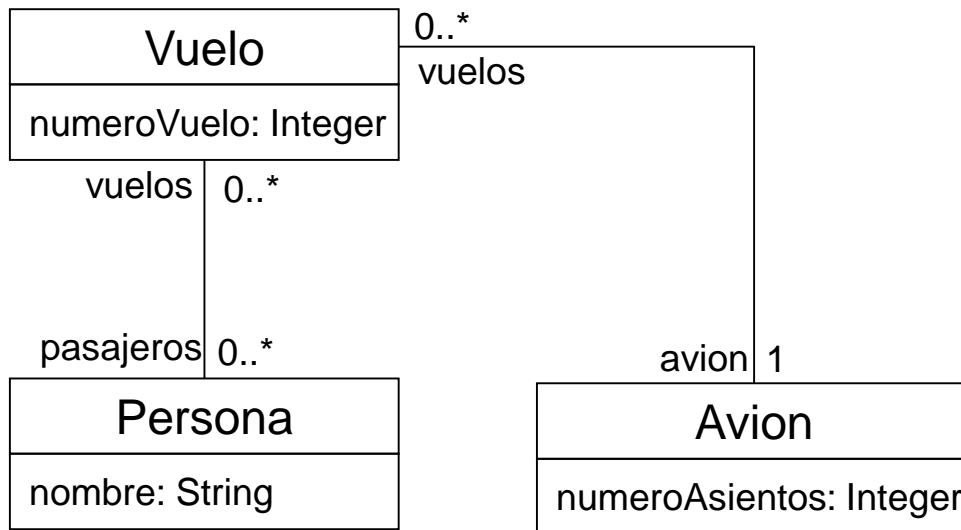 Vuelo
numeroVuelo: Integer
0..*
vuelos
vuelos
0..*
pasajeros
0..*
Persona
nombre: String
avion
1
Avion
numeroAsientos: Integer